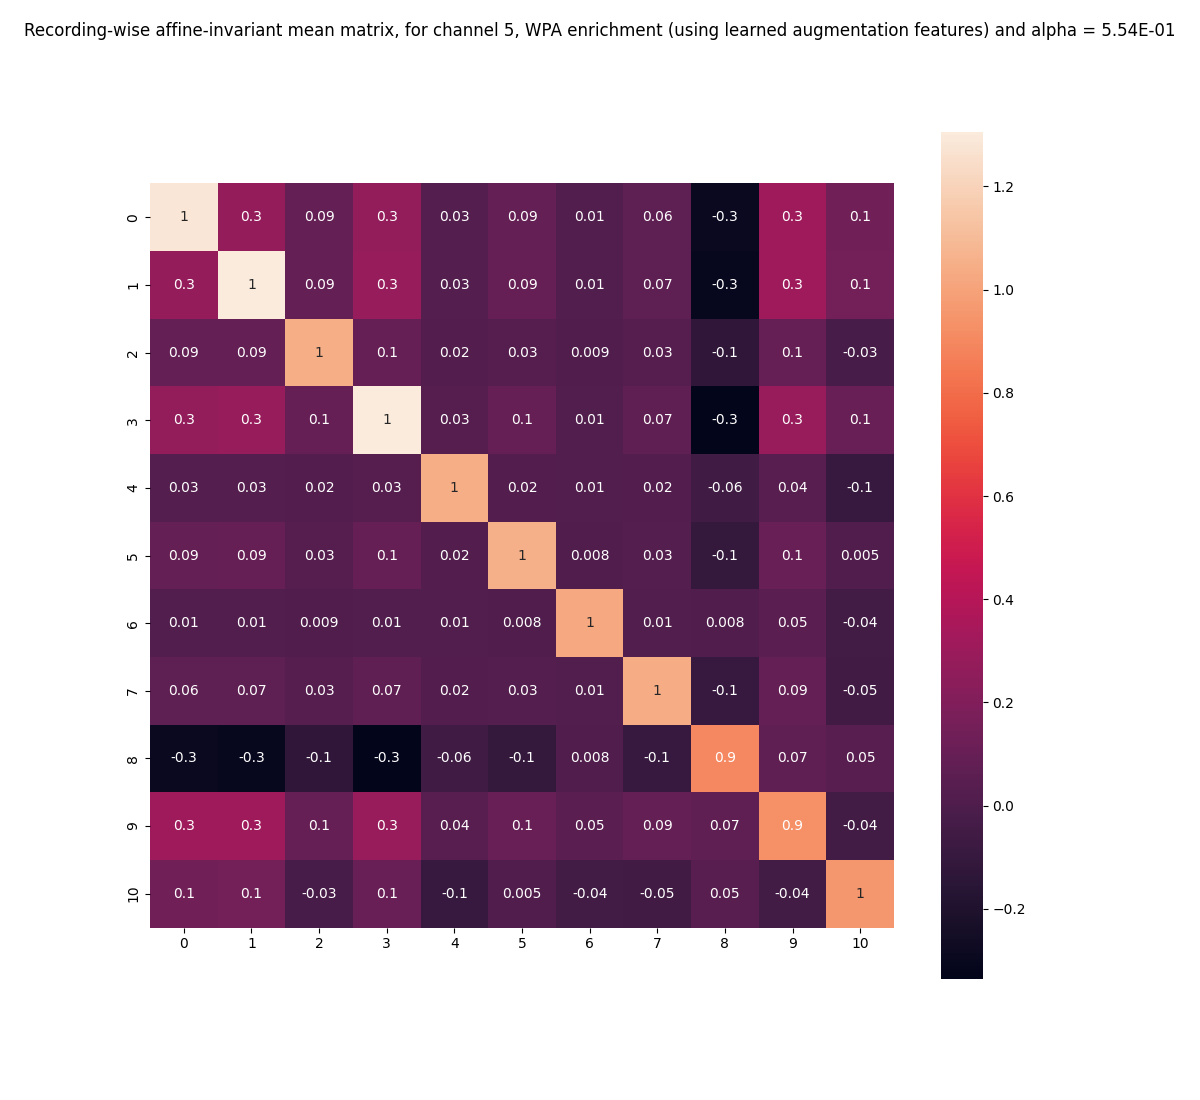 Recording-wise affine-invariant mean matrix, for channel 5, WPA enrichment (using learned augmentation features) and alpha = 5.54E-01
0 1 0.3 0.09 0.3 0.03 0.09 0.01 0.06 -0.3 0.3 0.1
1 0.3 1 0.09 0.3 0.03 0.09 0.01 0.07 -0.3 0.3 0.1
2 0.09 0.09 1 0.1 0.02 0.03 0.009 0.03 -0.1 0.1 -0.03
3 0.3 0.3 0.1 1 0.03 0.1 0.01 0.07 -0.3 0.3 0.1
4 0.03 0.03 0.02 0.03 1 0.02 0.01 0.02 -0.06 0.04 -0.1
5 0.09 0.09 0.03 0.1 0.02 1 0.008 0.03 -0.1 0.1 0.005
6 0.01 0.01 0.009 0.01 0.01 0.008 1 0.01 0.008 0.05 -0.04
7 0.06 0.07 0.03 0.07 0.02 0.03 0.01 1 -0.1 0.09 -0.05
8 -0.3 -0.3 -0.1 -0.3 -0.06 -0.1 0.008 -0.1 0.9 0.07 0.05
9 0.3 0.3 0.1 0.3 0.04 0.1 0.05 0.09 0.07 0.9 -0.04
10 0.1 0.1 -0.03 0.1 -0.1 0.005 -0.04 -0.05 0.05 -0.04 1
0 1 2 3 4 5 6 7 8 9 10
1.2
1.0
0.8
0.6
0.4
0.2
0.0
−0.2